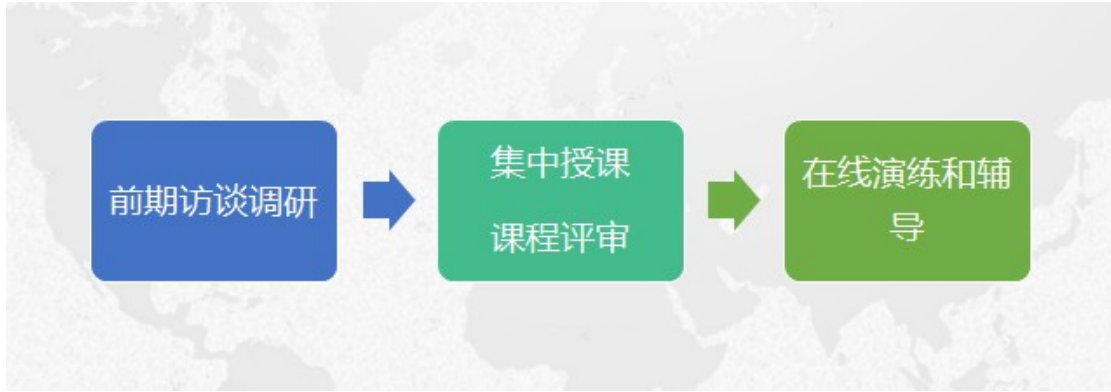 前期访谈调研
集中授课
课程评审
在线演练和辅
导